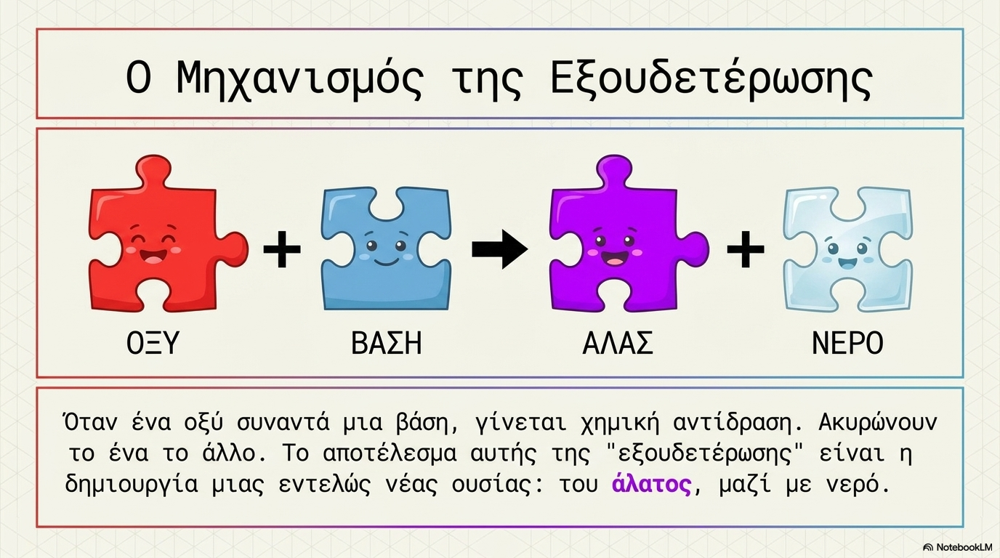 Ο Μηχανισμός της Εξουδετέρωσης
ΟΞΥ
ΒΑΣΗ
ΑΛΑΣ
ΝΕΡΟ
Όταν ένα οξύ συναντά μια βάση, γίνεται χημική αντίδραση. Ακυρώνουν
το ένα το άλλο. Το αποτέλεσμα αυτής της "εξουδετέρωσης" είναι η
δημιουργία μιας εντελώς νέας ουσίας: του άλατος, μαζί με νερό.
NotebookLM